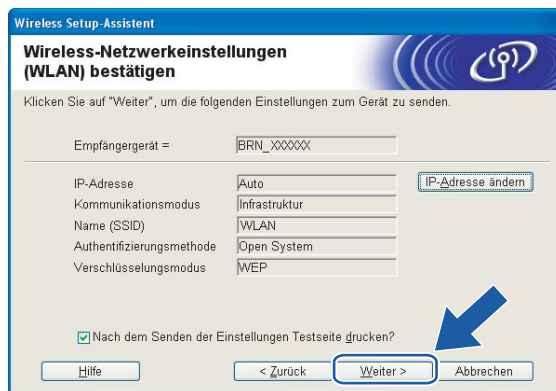 Wireless Setup-Assistent
Wireless-Netzwerkeinstellungen
(WLAN) bestätigen
Klicken Sie auf "Weiter", um die folgenden Einstellungen zum Gerät zu senden.
Empfängergerät = BRN_XXXXXX
IP-Adresse Auto IP-Adresse ändern
Kommunikationsmodus Infrastruktur
Name (SSID) WLAN
Authentifizierungsmethode Open System
Verschlüsselungsmodus WEP
Nach dem Senden der Einstellungen Testseite drucken?
Hilfe < Zurück Weiter > Abbrechen